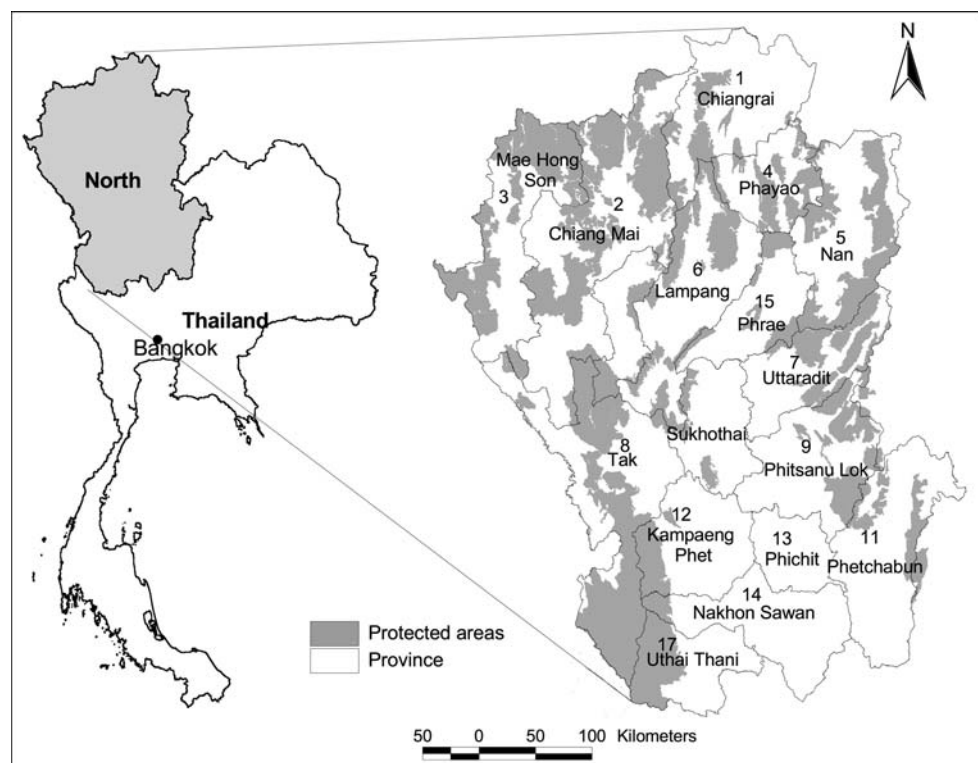 North
Thailand
Bangkok
N
1
Chiangrai
Mae Hong
Son
3
2
Chiang Mai
4
Phayao
5
Nan
6
Lampang
15
Phrae
7
Uttaradit
Sukhothai
8
Tak
9
Phitsanu Lok
12
Kampaeng
Phet
13
Phichit
11
Phetchabun
14
Nakhon Sawan
17
Uthai Thani
Protected areas
Province
50 0 50 100 Kilometers